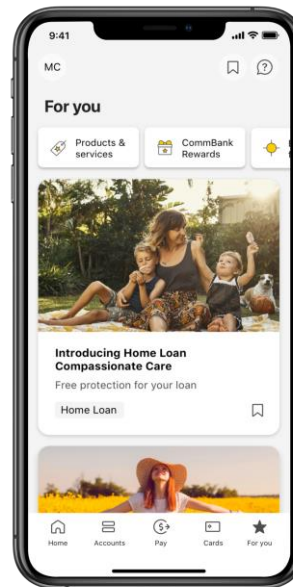 9:41
MC
For you
Products &
services
CommBank
Rewards
Introducing Home Loan
Compassionate Care
Free protection for your loan
Home Loan
Home
Accounts
Pay
Cards
For you